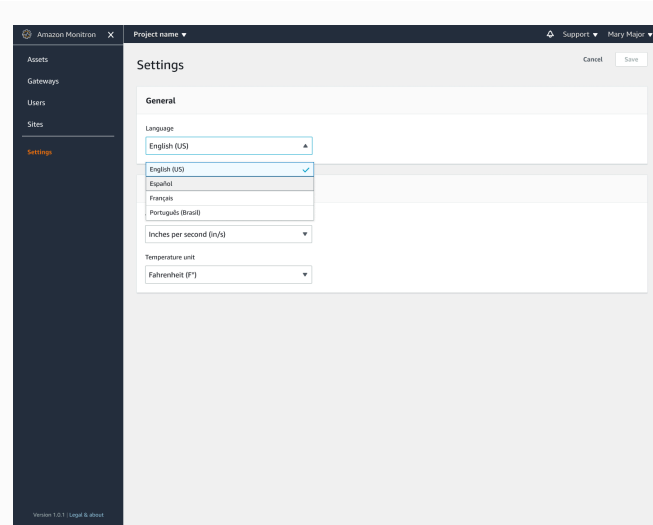 Amazon Monitron X
Project name ▼
Support ▼ Mary Major ▼
Assets
Gateways
Users
Sites
Settings
Version 1.0.1 | Legal & about
Settings
Cancel Save
General
Language
English (US)
English (US)
Español
Français
Português (Brasil)
Inches per second (in/s)
Temperature unit
Fahrenheit (F°)